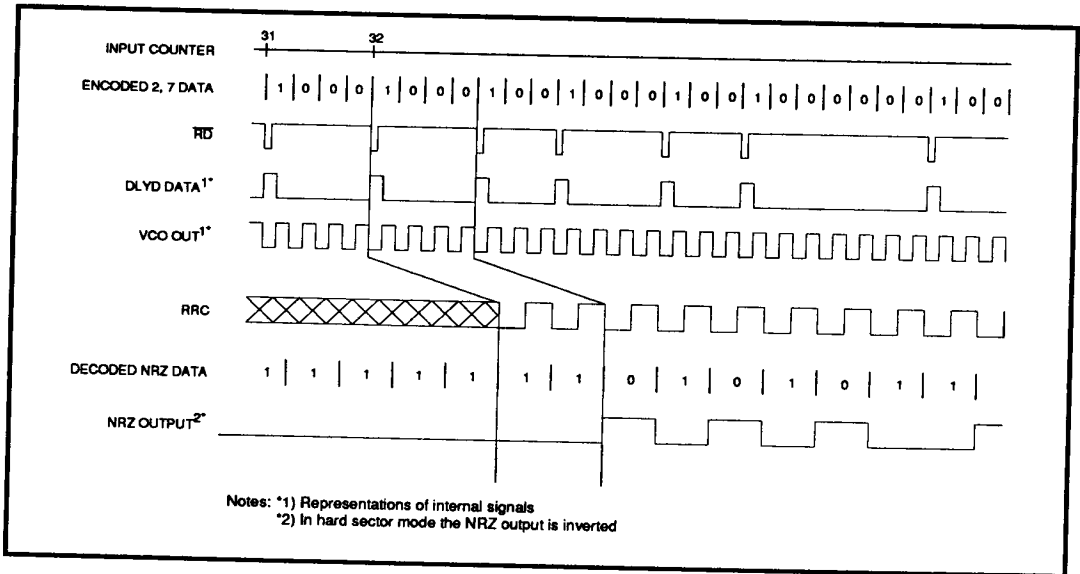 31 32
INPUT COUNTER
ENCODED 2, 7 DATA 1 0 0 0 1 0 0 0 1 0 0 1 0 0 0 1 0 0 1 0 0 0 0 0 0 1 0 0
RD
DLYD DATA1*
VCO OUT1*
RRC
DECODED NRZ DATA 1 1 1 1 1 1 1 0 1 0 1 0 1 1
NRZ OUTPUT2*
Notes: *1) Representations of internal signals
*2) In hard sector mode the NRZ output is inverted